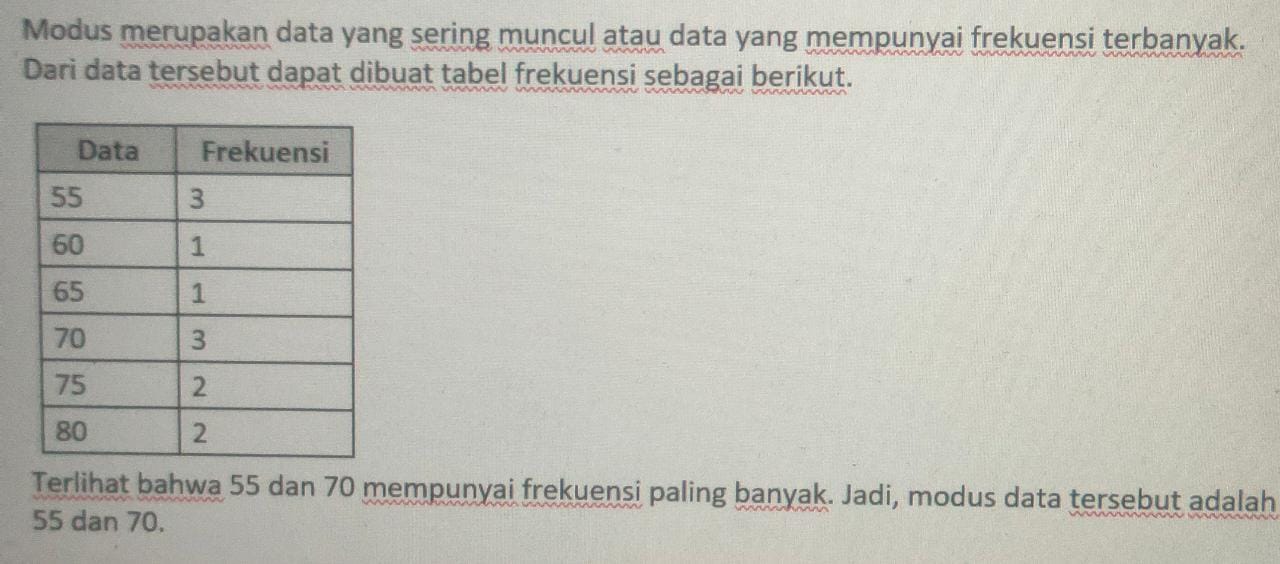 Modus merupakan data yang sering muncul atau data yang mempunyai frekuensi terbanyak.
Dari data tersebut dapat dibuat tabel frekuensi sebagai berikut.
Data Frekuensi
55 3
60 1
65 1
70 3
75 2
80 2
Terlihat bahwa 55 dan 70 mempunyai frekuensi paling banyak. Jadi, modus data tersebut adalah
55 dan 70.